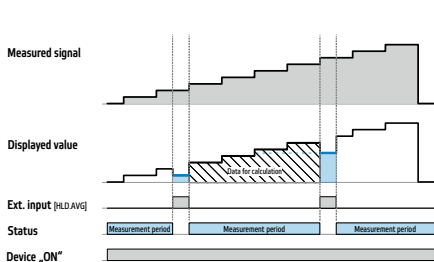 Measured signal
Displayed value
Data for calculation
Ext. input [HLD.AVG]
Status
Measurement period
Measurement period
Measurement period
Device „ON“